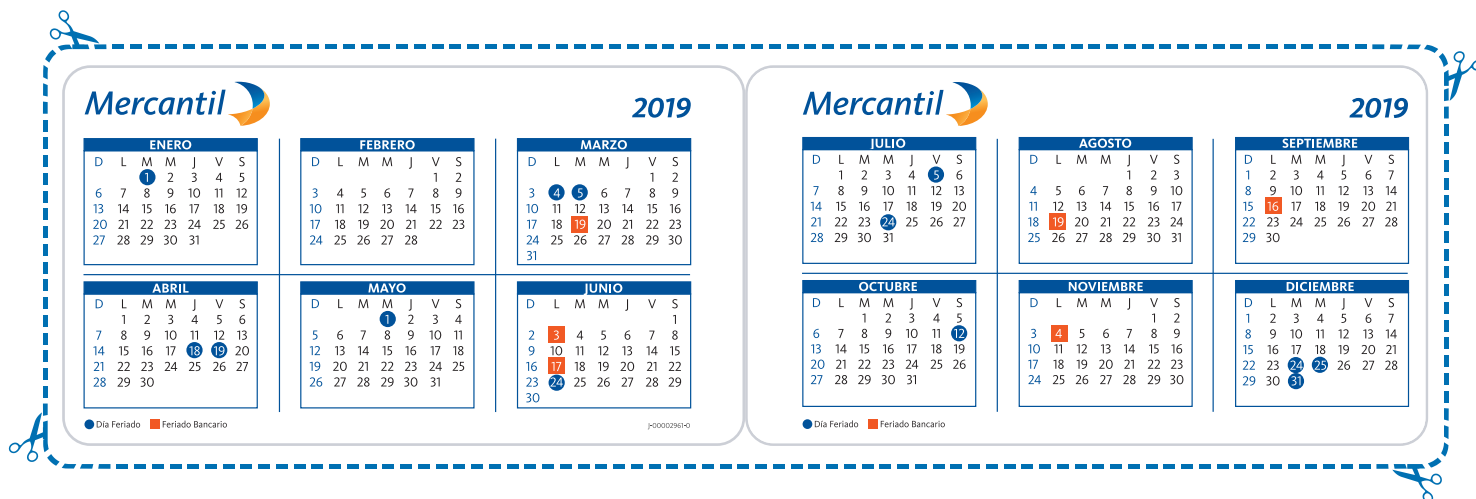 Mercantil
2019
ENERO
D L M M J V S
1 2 3 4 5
6 7 8 9 10 11 12
13 14 15 16 17 18 19
20 21 22 23 24 25 26
27 28 29 30 31
FEBRERO
D L M M J V S
1 2
3 4 5 6 7 8 9
10 11 12 13 14 15 16
17 18 19 20 21 22 23
24 25 26 27 28
MARZO
D L M M J V S
1 2
3 4 5 6 7 8 9
10 11 12 13 14 15 16
17 18 19 20 21 22 23
24 25 26 27 28 29 30
31
ABRIL
D L M M J V S
1 2 3 4 5 6
7 8 9 10 11 12 13
14 15 16 17 18 19 20
21 22 23 24 25 26 27
28 29 30
MAYO
D L M M J V S
1 2 3 4
5 6 7 8 9 10 11
12 13 14 15 16 17 18
19 20 21 22 23 24 25
26 27 28 29 30 31
JUNIO
D L M M J V S
1
2 3 4 5 6 7 8
9 10 11 12 13 14 15
16 17 18 19 20 21 22
23 24 25 26 27 28 29
30
Día Feriado Feriado Bancario
J-00002961-0
Mercantil
2019
JULIO
D L M M J V S
1 2 3 4 5 6
7 8 9 10 11 12 13
14 15 16 17 18 19 20
21 22 23 24 25 26 27
28 29 30 31
AGOSTO
D L M M J V S
1 2 3
4 5 6 7 8 9 10
11 12 13 14 15 16 17
18 19 20 21 22 23 24
25 26 27 28 29 30 31
SEPTIEMBRE
D L M M J V S
1 2 3 4 5 6 7
8 9 10 11 12 13 14
15 16 17 18 19 20 21
22 23 24 25 26 27 28
29 30
OCTUBRE
D L M M J V S
1 2 3 4 5
6 7 8 9 10 11 12
13 14 15 16 17 18 19
20 21 22 23 24 25 26
27 28 29 30 31
NOVIEMBRE
D L M M J V S
1 2
3 4 5 6 7 8 9
10 11 12 13 14 15 16
17 18 19 20 21 22 23
24 25 26 27 28 29 30
DICIEMBRE
D L M M J V S
1 2 3 4 5 6 7
8 9 10 11 12 13 14
15 16 17 18 19 20 21
22 23 24 25 26 27 28
29 30 31
Día Feriado Feriado Bancario